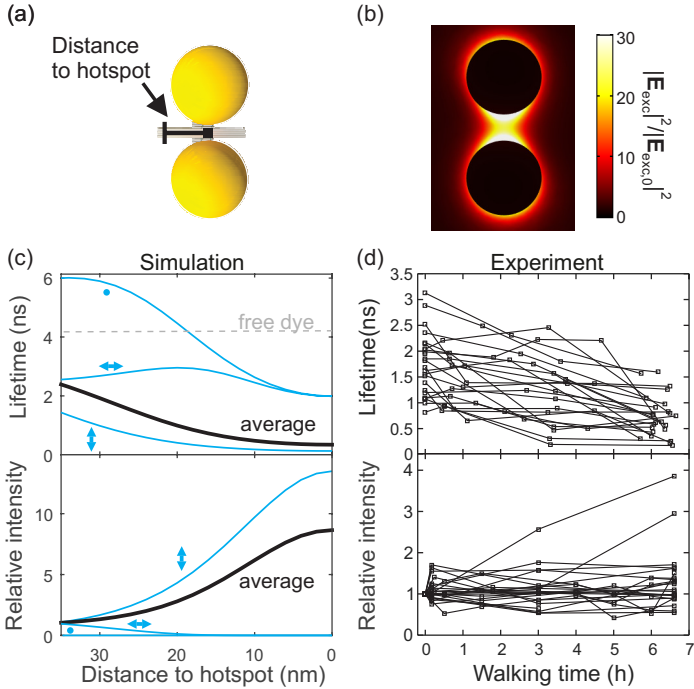 (a)
Distance
to hotspot
(b)
30
20
10
0
|E_exc|²/|E_exc,0|²
(c)
Simulation
6
4
2
0
Lifetime (ns)
free dye
average
10
5
0
Relative intensity
average
30
20
10
0
Distance to hotspot (nm)
(d)
Experiment
3.5
3
2.5
2
1.5
1
0.5
0
Lifetime(ns)
4
3
2
1
0
Relative intensity
0 1 2 3 4 5 6 7
Walking time (h)